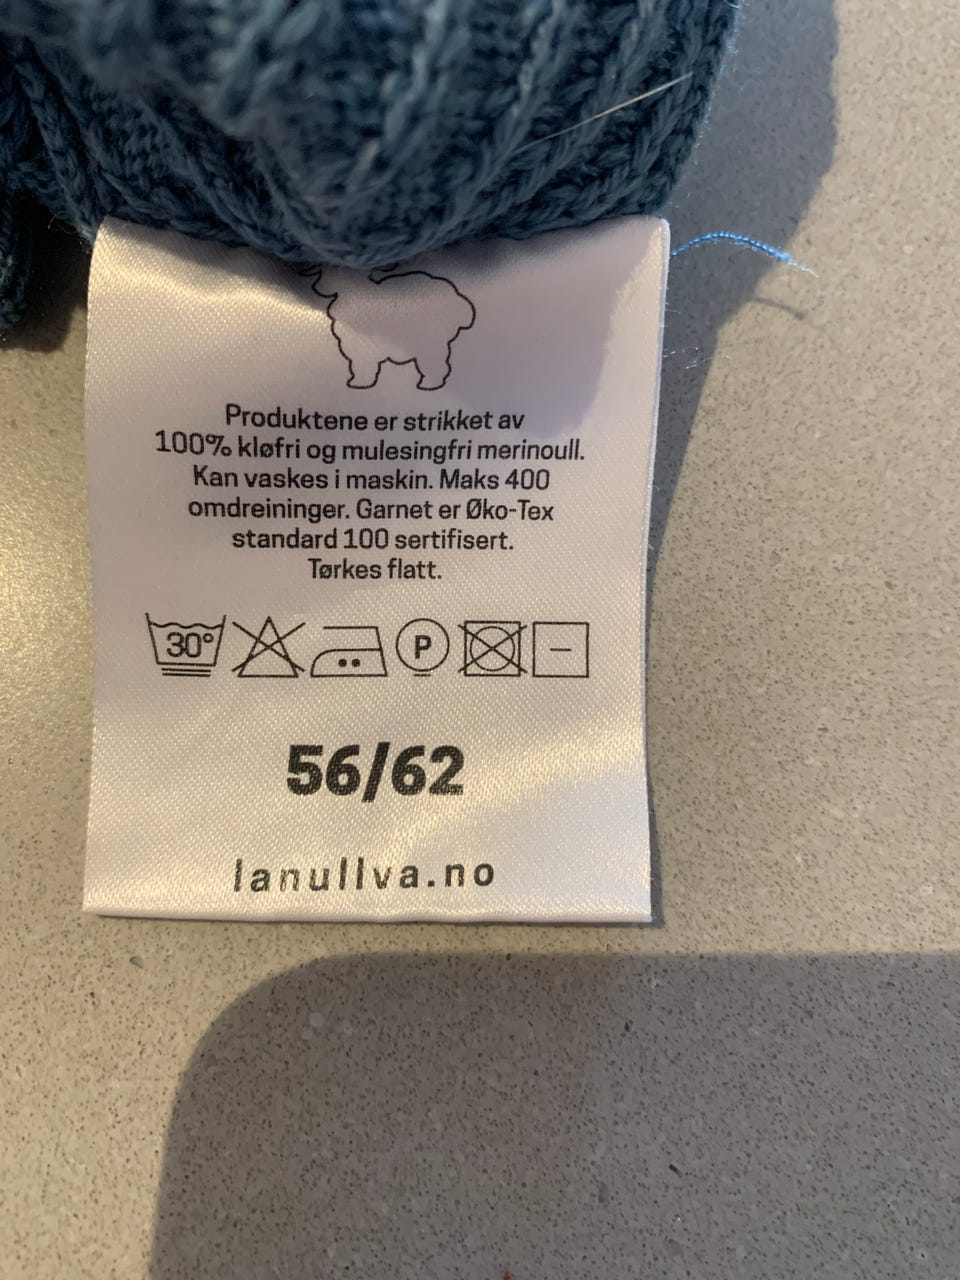 Produktene er strikket av
100% kløfri og mulesingfri merinoull.
Kan vaskes i maskin. Maks 400
omdreininger. Garnet er Øko-Tex
standard 100 sertifisert.
Tørkes flatt.
30° P
56/62
lanullva.no